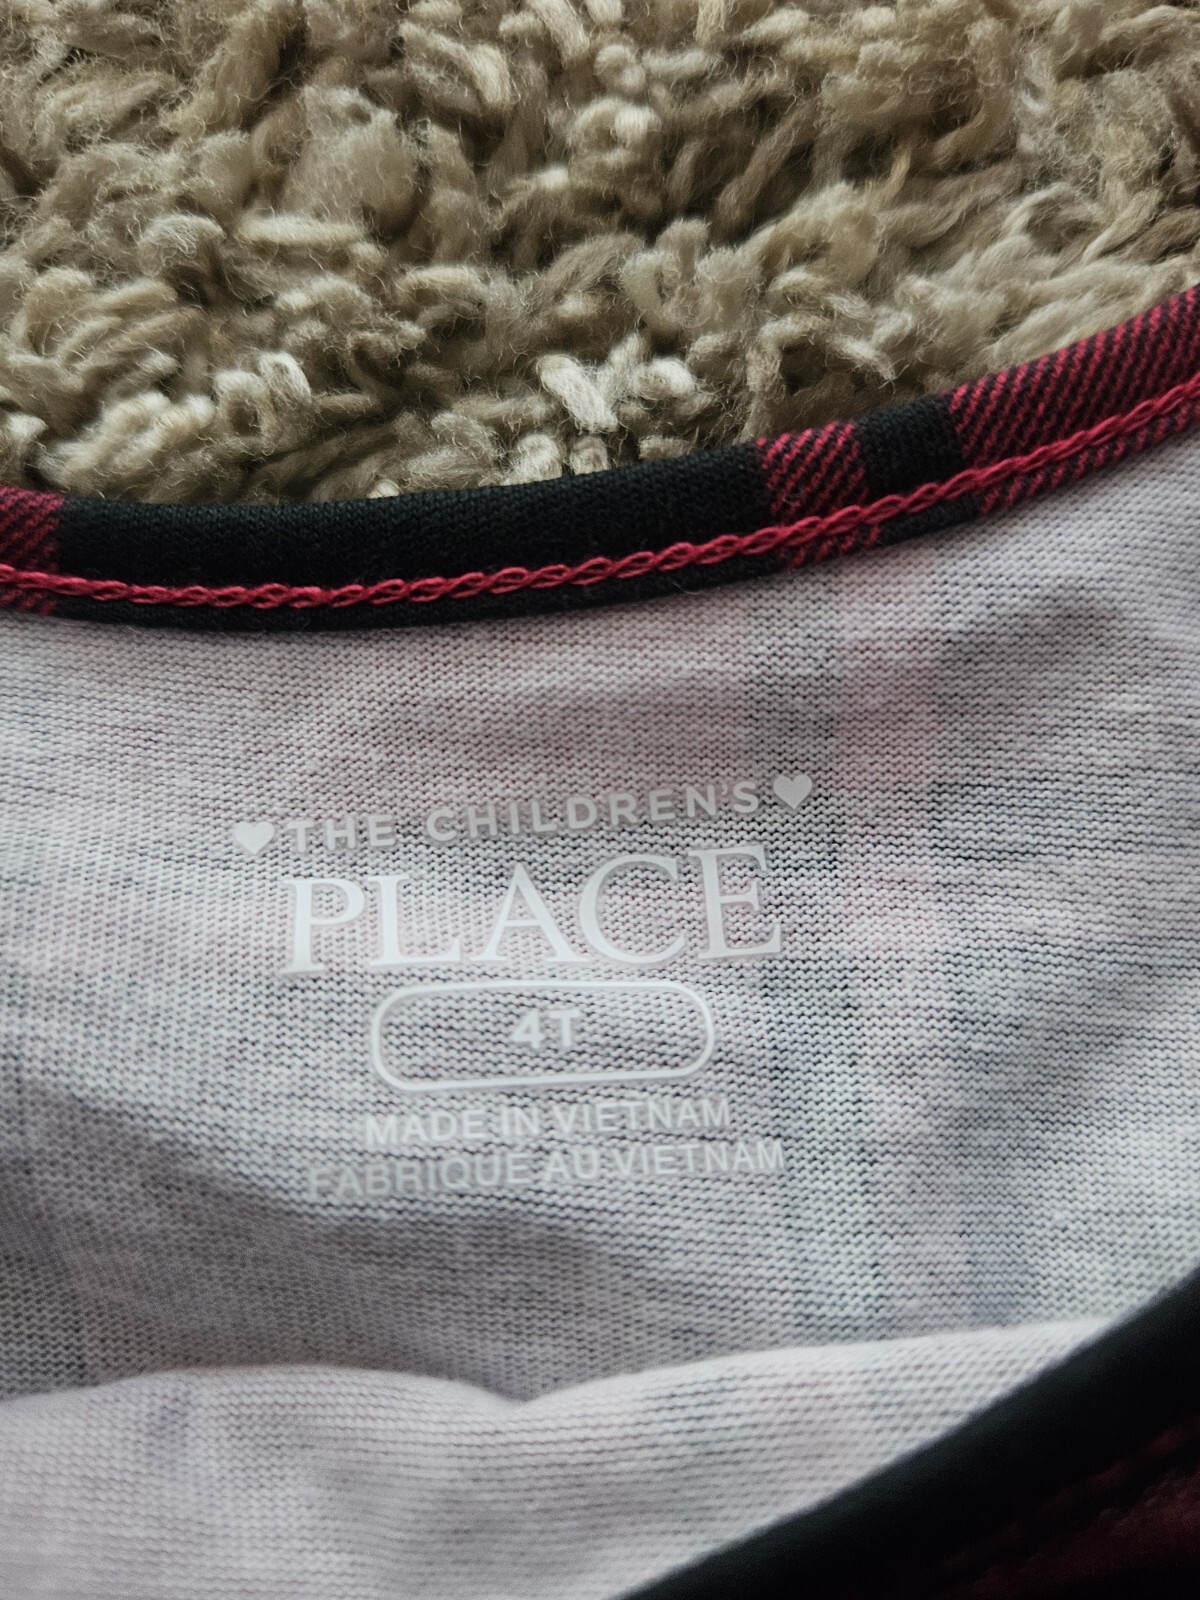 THE CHILDREN'S
PLACE
4T
MADE IN VIETNAM
FABRIQUE AU VIETNAM